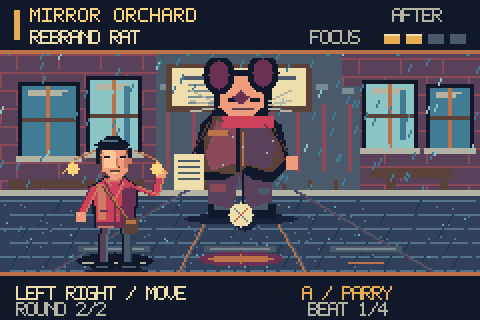 MIRROR ORCHARD
AFTER
REBRAND RAT
FOCUS
LEFT RIGHT / MOVE
A / PARRY
ROUND 2/2
BEAT 1/4